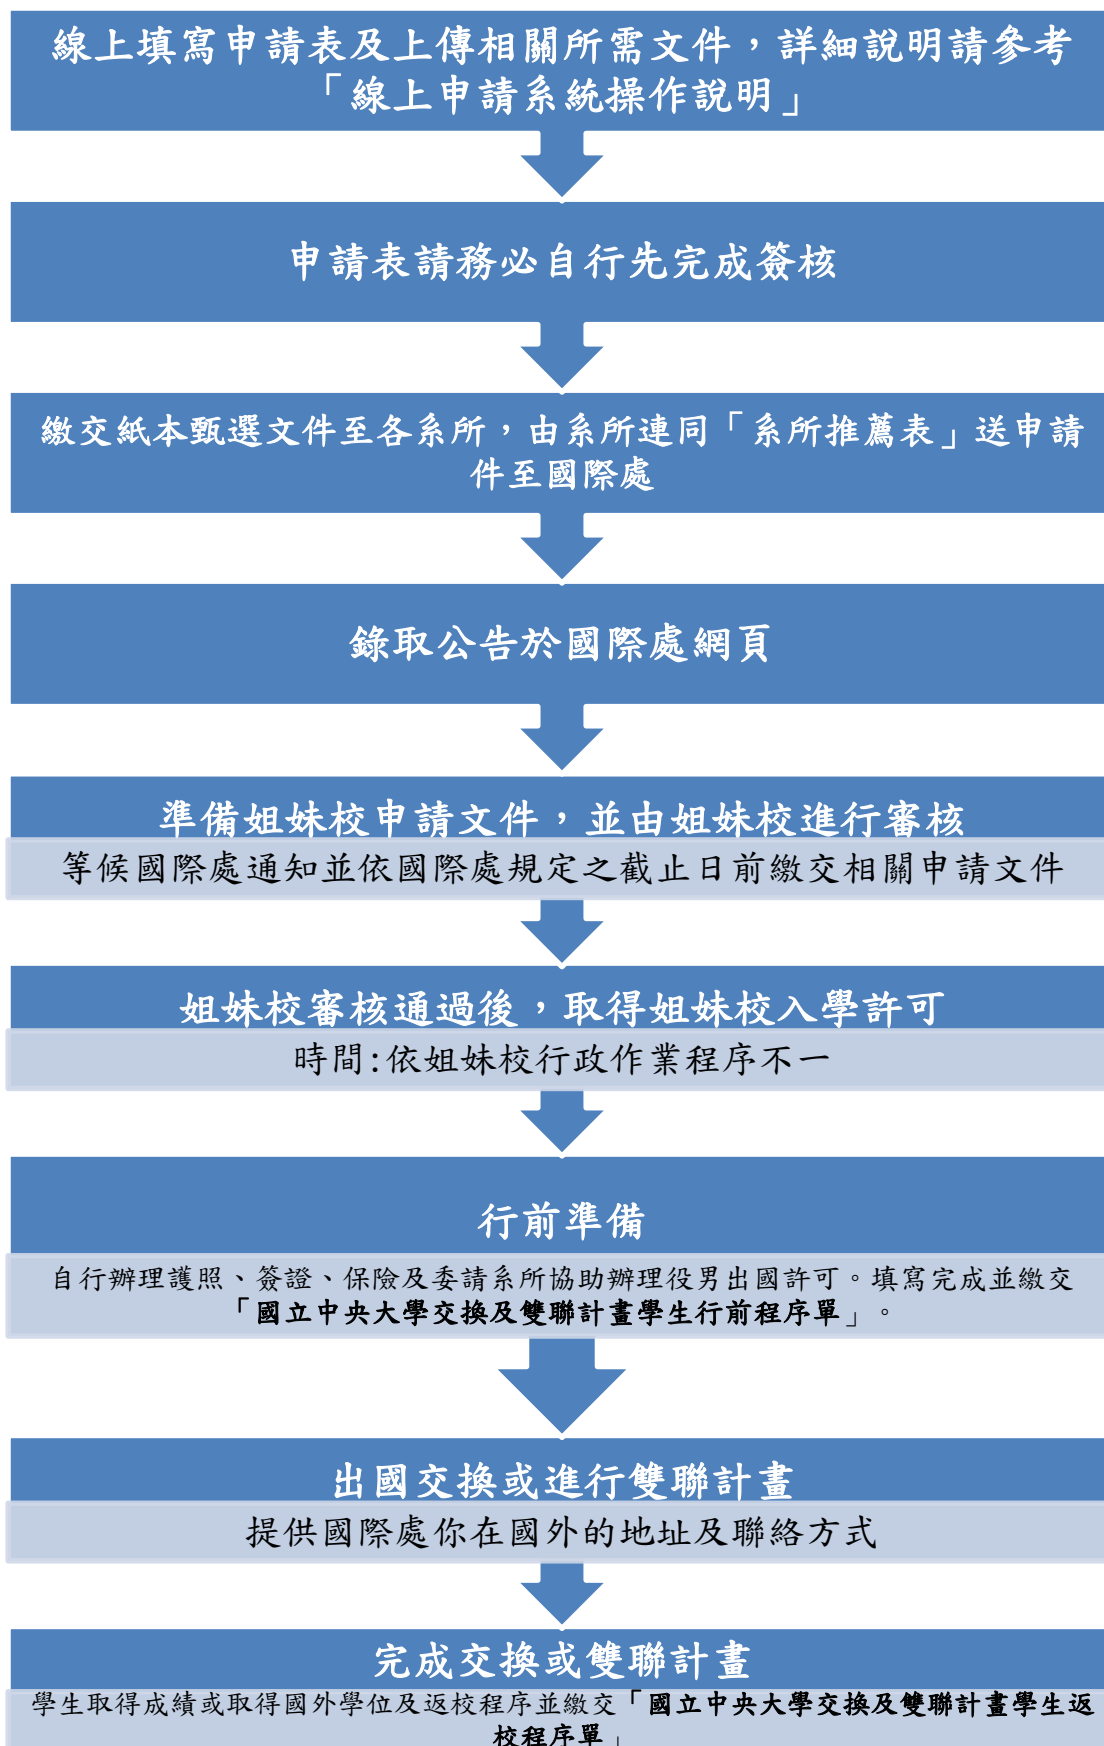 線上填寫申請表及上傳相關所需文件，詳細說明請參考
「線上申請系統操作說明」
申請表請務必自行先完成簽核
繳交紙本甄選文件至各系所，由系所連同「系所推薦表」送申請
件至國際處
錄取公告於國際處網頁
準備姐妹校申請文件，並由姐妹校進行審核
等候國際處通知並依國際處規定之截止日前繳交相關申請文件
姐妹校審核通過後，取得姐妹校入學許可
時間:依姐妹校行政作業程序不一
行前準備
自行辦理護照、簽證、保險及委請系所協助辦理役男出國許可。填寫完成並繳交
「國立中央大學交換及雙聯計畫學生行前程序單」。
出國交換或進行雙聯計畫
提供國際處你在國外的地址及聯絡方式
完成交換或雙聯計畫
學生取得成績或取得國外學位及返校程序並繳交「國立中央大學交換及雙聯計畫學生返
校程序單」